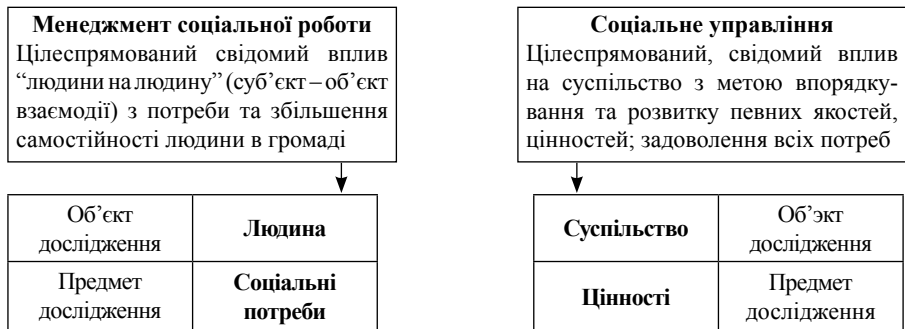 Менеджмент соціальної роботи
Цілеспрямований свідомий вплив
“людини на людину” (суб’єкт – об’єкт
взаємодії) з потреби та збільшення
самостійності людини в громаді
Соціальне управління
Цілеспрямований, свідомий вплив
на суспільство з метою впорядку-
вання та розвитку певних якостей,
цінностей; задоволення всіх потреб
Об’єкт
дослідження
Людина
Предмет
дослідження
Соціальні
потреби
Суспільство
Об’экт
дослідження
Цінності
Предмет
дослідження